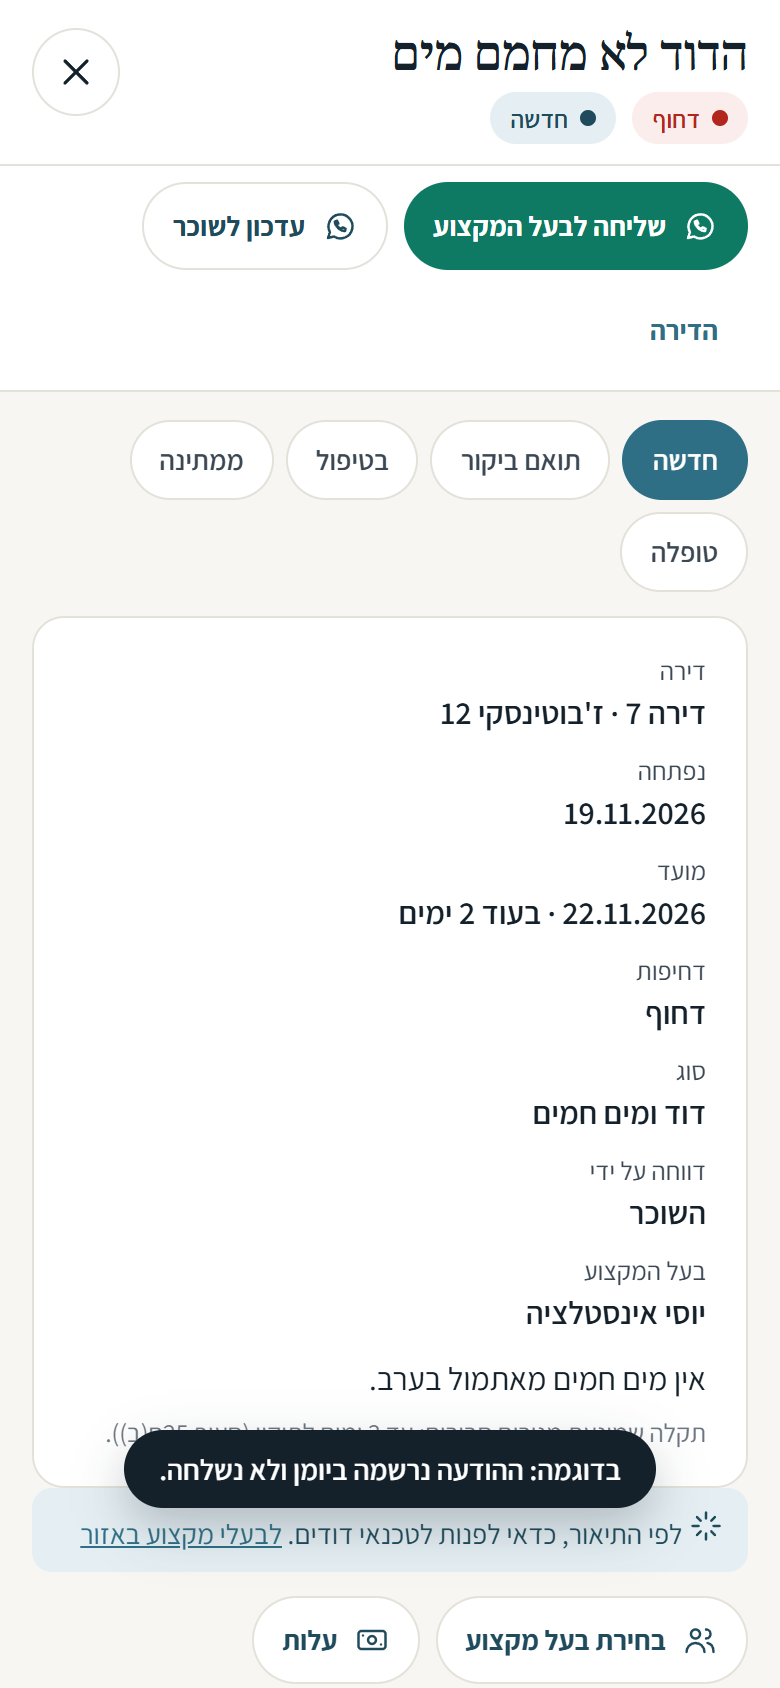 הדוד לא מחמם מים
דחוף
חדשה
שליחה לבעל המקצוע
עדכון לשוכר
הדירה
חדשה
תואם ביקור
בטיפול
ממתינה
טופלה
דירה
דירה 7 · ז'בוטינסקי 12
נפתחה
19.11.2026
מועד
22.11.2026 · בעוד 2 ימים
דחיפות
דחוף
סוג
דוד ומים חמים
דווחה על ידי
השוכר
בעל המקצוע
יוסי אינסטלציה
אין מים חמים מאתמול בערב.
תקלה
בדוגמה: ההודעה נרשמה ביומן ולא נשלחה.
לפי התיאור, כדאי לפנות לטכנאי דודים. לבעלי מקצוע באזור
בחירת בעל מקצוע
עלות